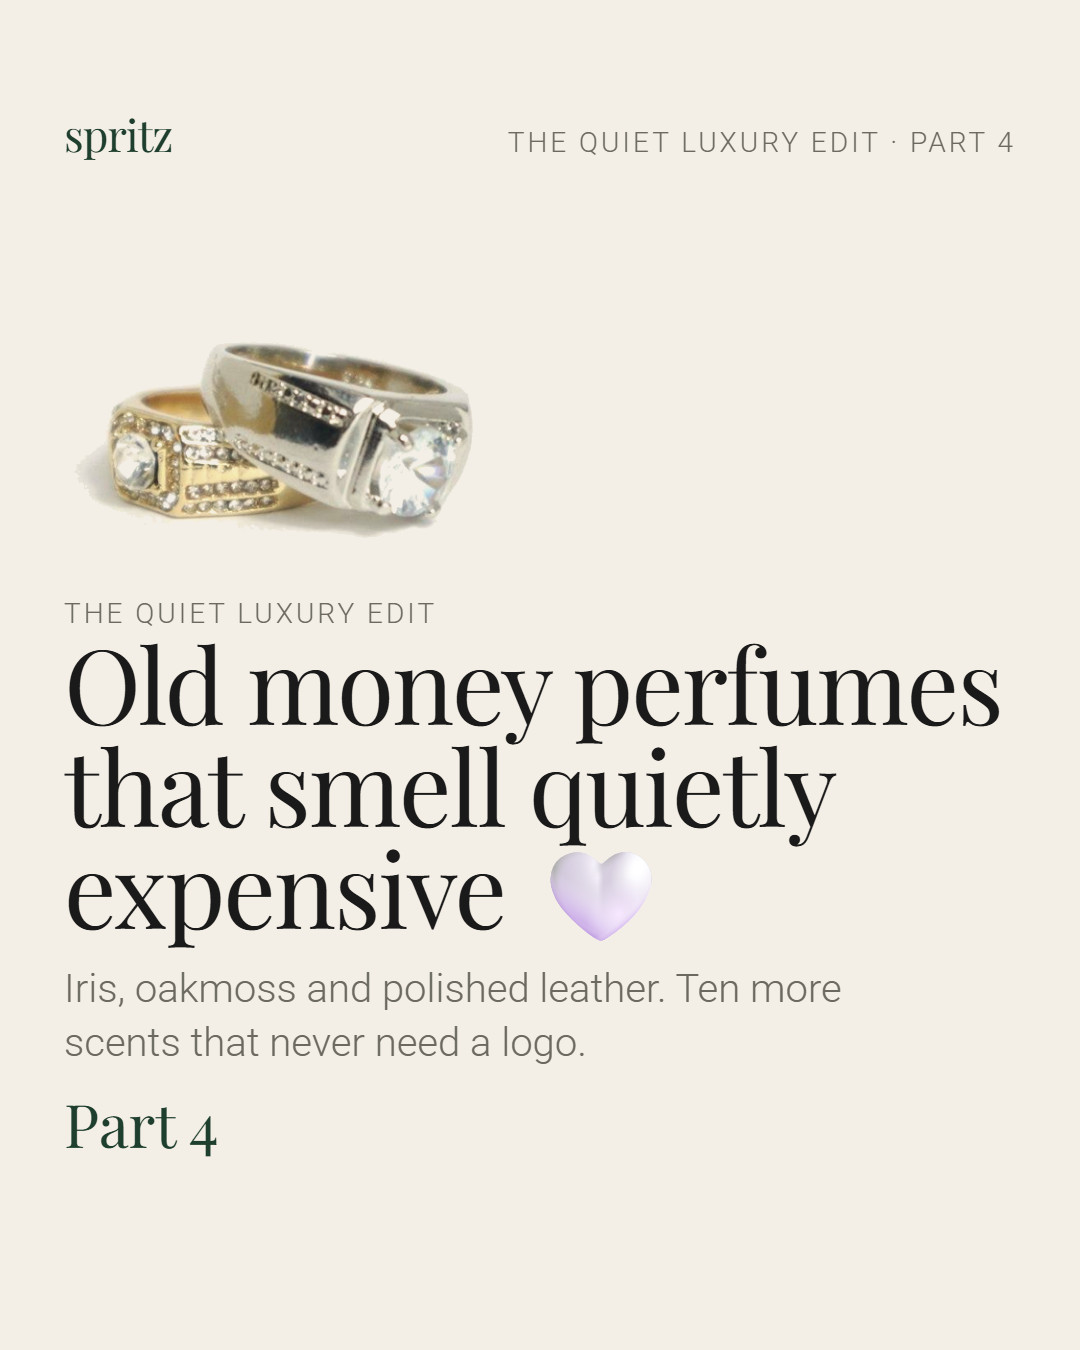 spritz
THE QUIET LUXURY EDIT · PART 4
THE QUIET LUXURY EDIT
Old money perfumes
that smell quietly
expensive 🤍
Iris, oakmoss and polished leather. Ten more
scents that never need a logo.
Part 4